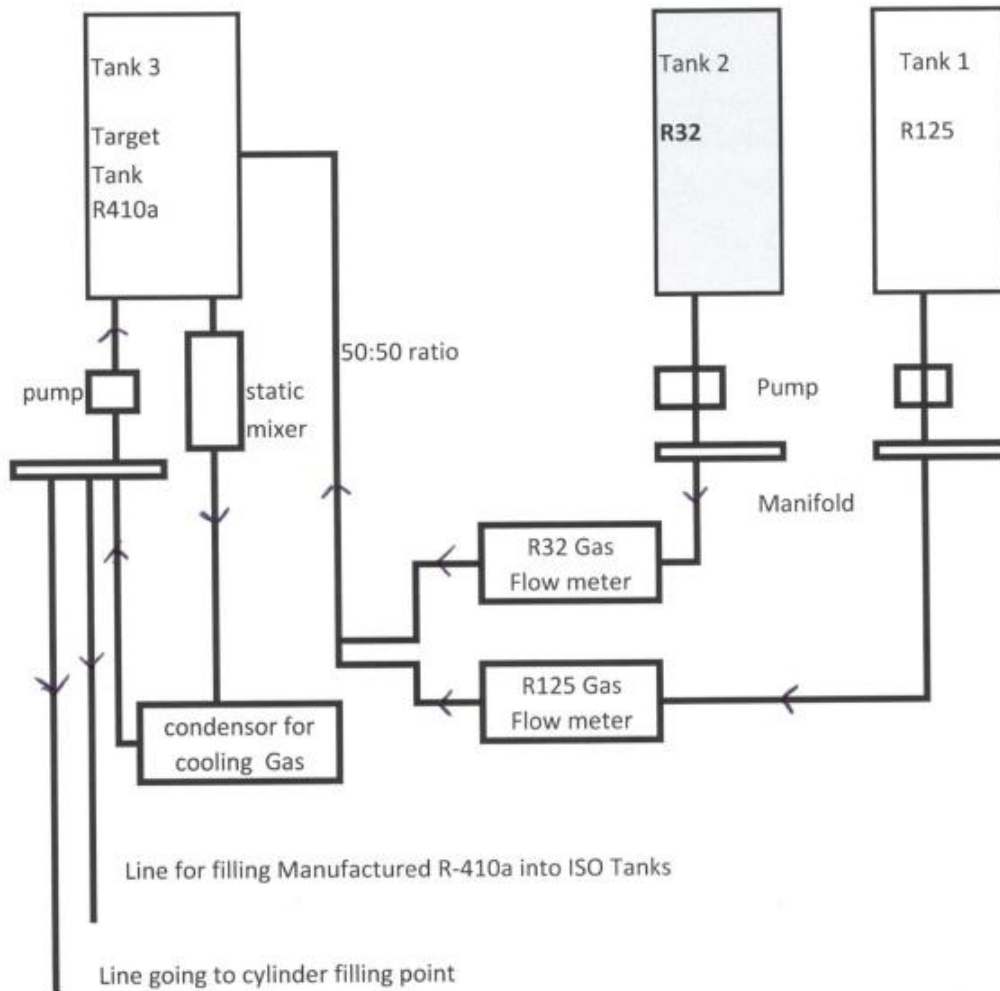 Tank 3
Target
Tank
R410a
Tank 2
R32
Tank 1
R125
50:50 ratio
pump
static
mixer
Pump
Manifold
R32 Gas
Flow meter
R125 Gas
Flow meter
condensor for
cooling Gas
Line for filling Manufactured R-410a into ISO Tanks
Line going to cylinder filling point